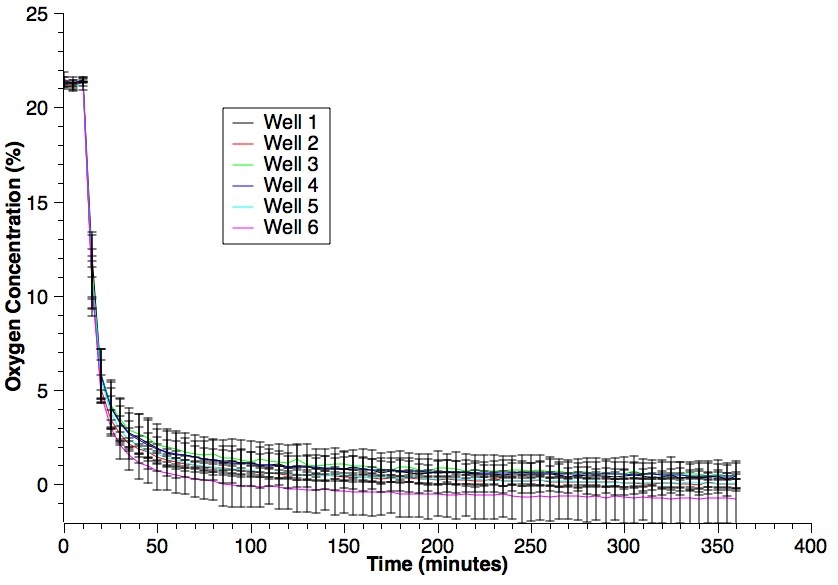 25
20
15
10
5
0
Oxygen Concentration (%)
Well 1
Well 2
Well 3
Well 4
Well 5
Well 6
0 50 100 150 200 250 300 350 400
Time (minutes)